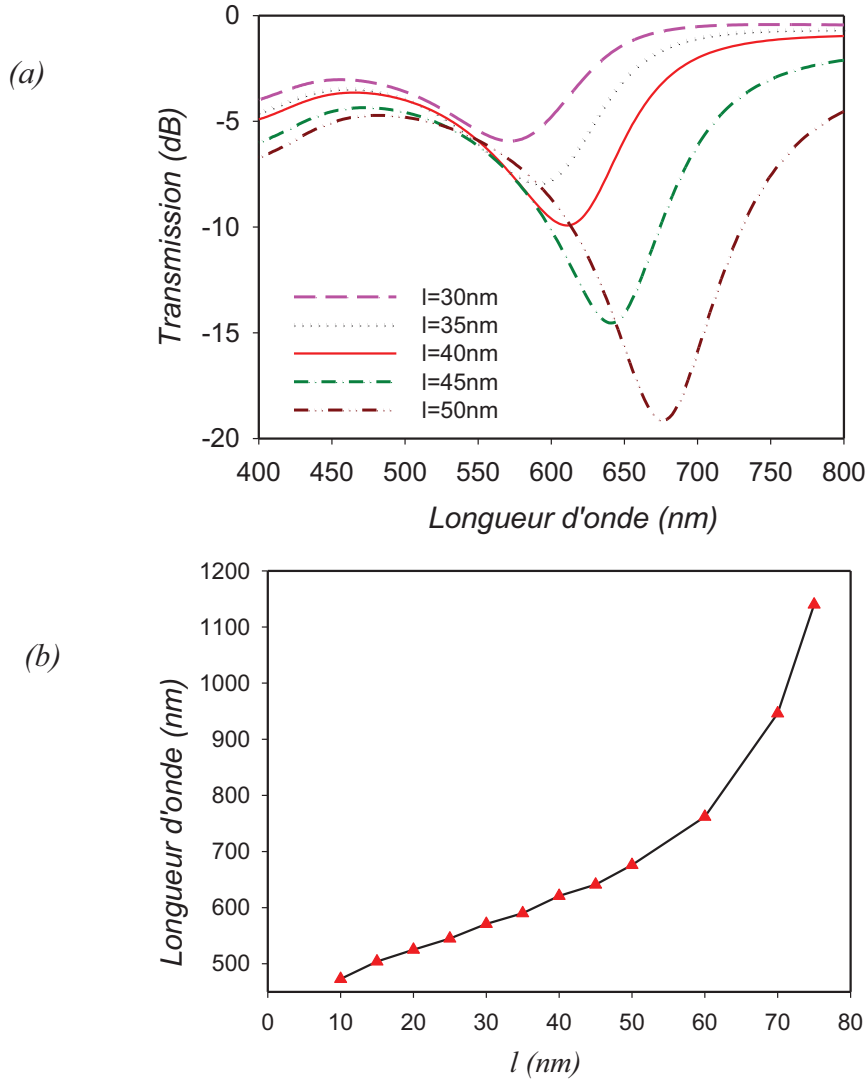 (a)
Transmission (dB)
0
-5
-10
-15
-20
l=30nm
l=35nm
l=40nm
l=45nm
l=50nm
400 450 500 550 600 650 700 750 800
Longueur d'onde (nm)
(b)
Longueur d'onde (nm)
1200
1100
1000
900
800
700
600
500
0 10 20 30 40 50 60 70 80
l (nm)